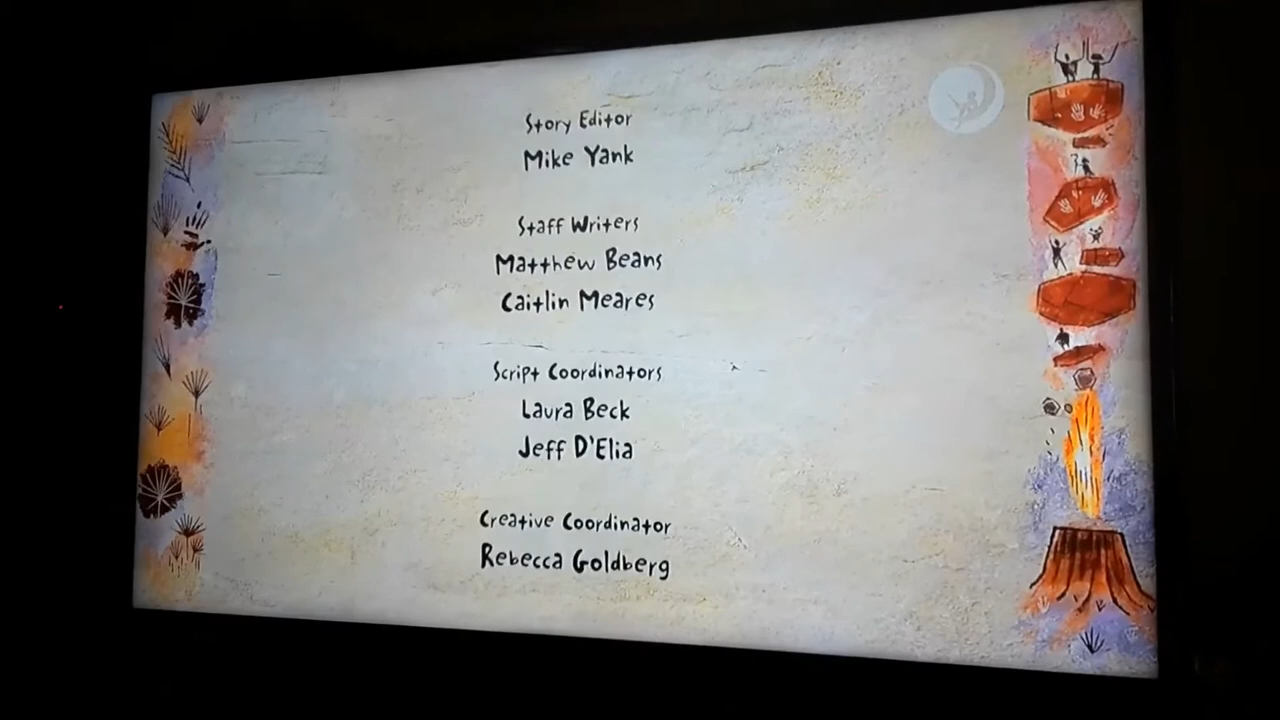 Story Editor
Mike Yank
Staff Writers
Matthew Beans
Caitlin Meares
Script Coordinators
Laura Beck
Jeff D'Elia
Creative Coordinator
Rebecca Goldberg